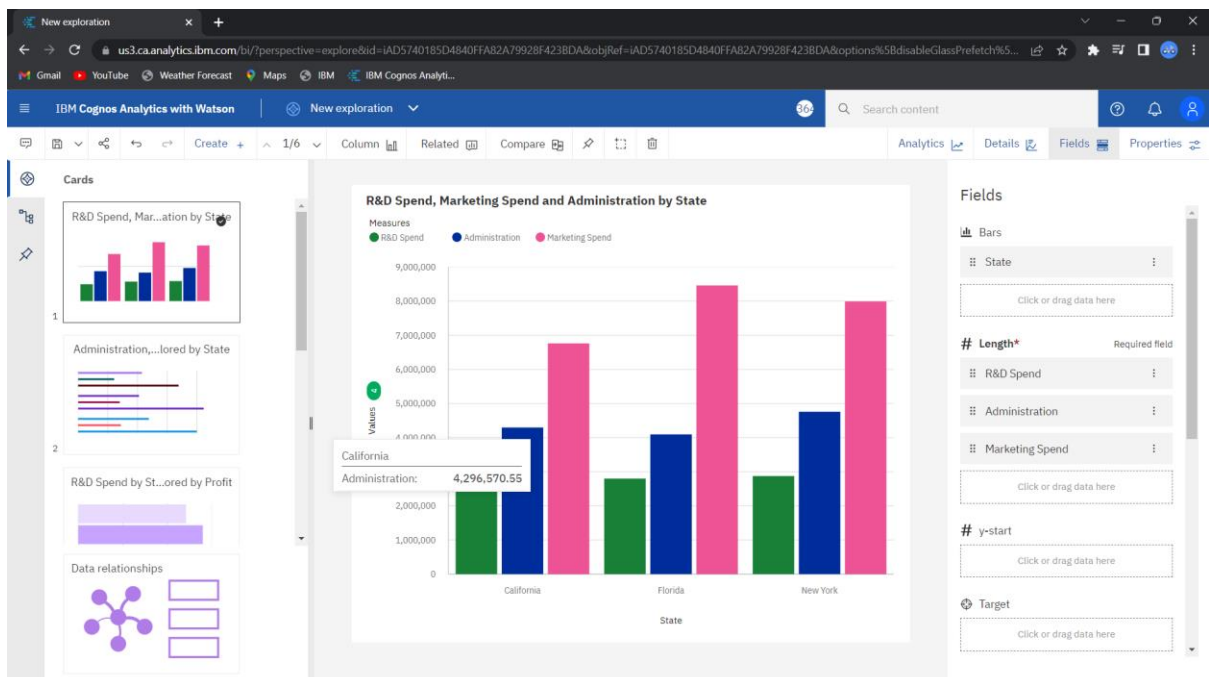 New exploration
us3.ca.analytics.ibm.com/bi/?perspective=explore&id=iAD5740185D4840FFA82A79928F423BDA&objRef=iAD5740185D4840FFA82A79928F423BDA&options%5BdisableGlassPrefetch%5...
Gmail YouTube Weather Forecast Maps IBM IBM Cognos Analyti...
IBM Cognos Analytics with Watson New exploration 364 Search content
Create + 1/6 Column Related Compare Analytics Details Fields Properties
Cards
R&D Spend, Mar...ation by State
1
Administration,...lored by State
2
R&D Spend by St...ored by Profit
Data relationships
R&D Spend, Marketing Spend and Administration by State
Measures
R&D Spend Administration Marketing Spend
9,000,000
8,000,000
7,000,000
6,000,000
5,000,000
4,000,000
2,000,000
1,000,000
0
4
Values
California
Administration: 4,296,570.55
California Florida New York
State
Fields
Bars
State
Click or drag data here
# Length* Required field
R&D Spend
Administration
Marketing Spend
Click or drag data here
# y-start
Click or drag data here
Target
Click or drag data here